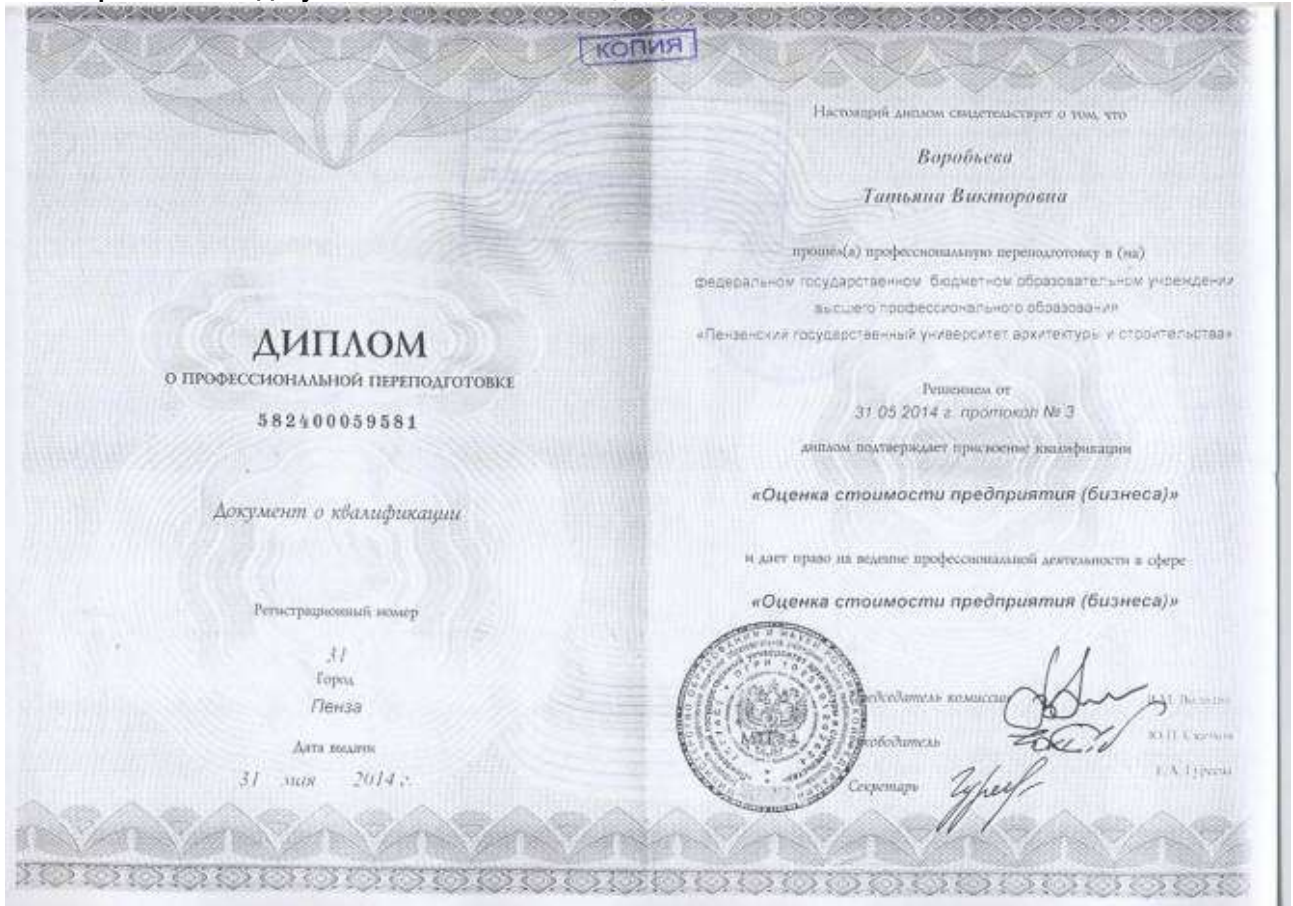 КОПИЯ
ДИПЛОМ
О ПРОФЕССИОНАЛЬНОЙ ПЕРЕПОДГОТОВКЕ
582400059581
Документ о квалификации
Регистрационный номер
31
Город
Пенза
Дата выдачи
31 мая 2014 г.
Настоящий диплом свидетельствует о том, что
Воробьева
Татьяна Викторовна
прошел(а) профессиональную переподготовку в (на)
федеральном государственном бюджетном образовательном учреждении
высшего профессионального образования
«Пензенский государственный университет архитектуры и строительства»
Решением от
31.05.2014 г. протокол № 3
диплом подтверждает присвоение квалификации
«Оценка стоимости предприятия (бизнеса)»
и дает право на ведение профессиональной деятельности в сфере
«Оценка стоимости предприятия (бизнеса)»
Председатель комиссии
Руководитель
Секретарь